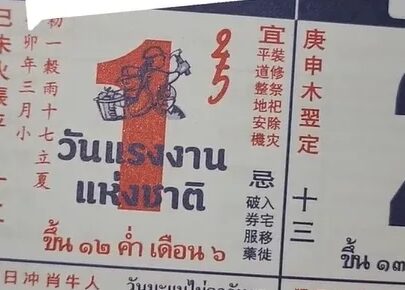 初一穀雨十七立夏
卯年三月小
1
25
วันแรงงาน
แห่งชาติ
ขึ้น ๑๒ ค่ำ เดือน ๖
宜
裝修祭祀除灾
平道整地安機
忌
入宅移徙
破券服藥
庚申木翌定
十三
ขึ้น ๑๓
日冲肖牛人